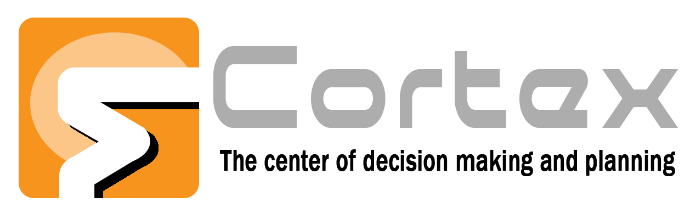 Cortex
The center of decision making and planning